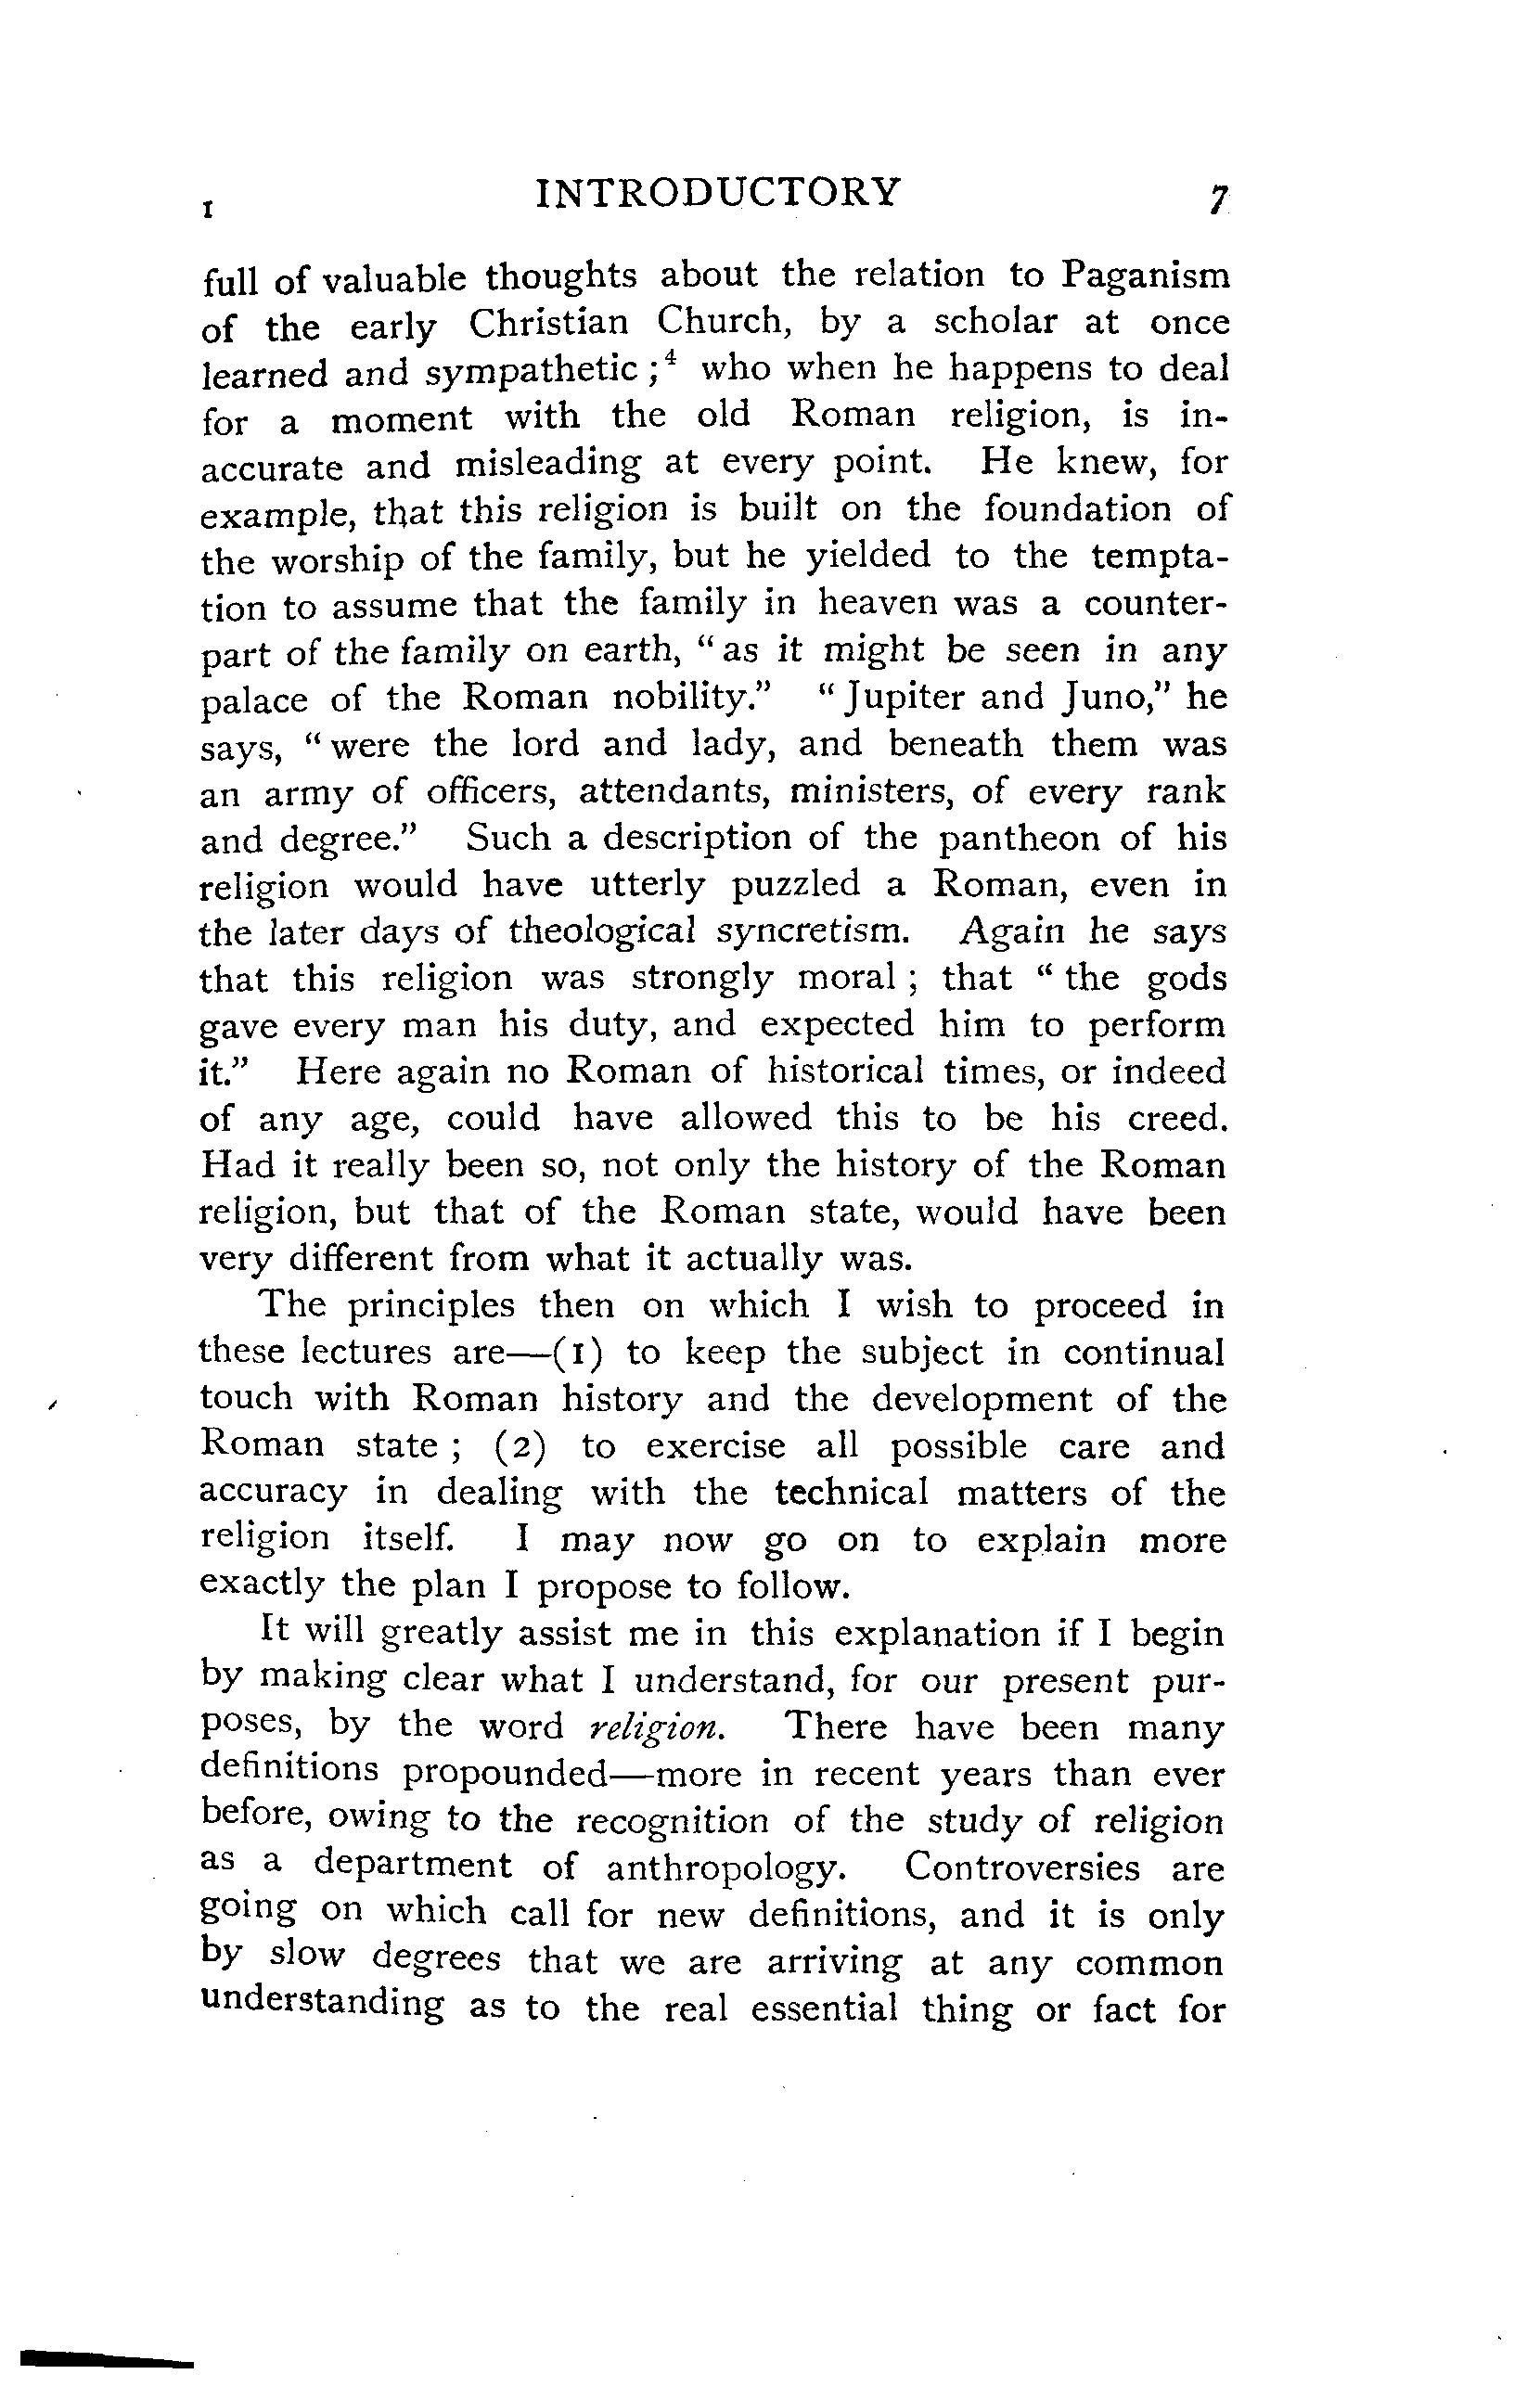 I INTRODUCTORY 7
full of valuable thoughts about the relation to Paganism
of the early Christian Church, by a scholar at once
learned and sympathetic ;⁴ who when he happens to deal
for a moment with the old Roman religion, is in-
accurate and misleading at every point. He knew, for
example, that this religion is built on the foundation of
the worship of the family, but he yielded to the tempta-
tion to assume that the family in heaven was a counter-
part of the family on earth, “ as it might be seen in any
palace of the Roman nobility.” “ Jupiter and Juno,” he
says, “ were the lord and lady, and beneath them was
an army of officers, attendants, ministers, of every rank
and degree.” Such a description of the pantheon of his
religion would have utterly puzzled a Roman, even in
the later days of theological syncretism. Again he says
that this religion was strongly moral ; that “ the gods
gave every man his duty, and expected him to perform
it.” Here again no Roman of historical times, or indeed
of any age, could have allowed this to be his creed.
Had it really been so, not only the history of the Roman
religion, but that of the Roman state, would have been
very different from what it actually was.
The principles then on which I wish to proceed in
these lectures are—(1) to keep the subject in continual
touch with Roman history and the development of the
Roman state ; (2) to exercise all possible care and
accuracy in dealing with the technical matters of the
religion itself. I may now go on to explain more
exactly the plan I propose to follow.
It will greatly assist me in this explanation if I begin
by making clear what I understand, for our present pur-
poses, by the word religion. There have been many
definitions propounded—more in recent years than ever
before, owing to the recognition of the study of religion
as a department of anthropology. Controversies are
going on which call for new definitions, and it is only
by slow degrees that we are arriving at any common
understanding as to the real essential thing or fact for